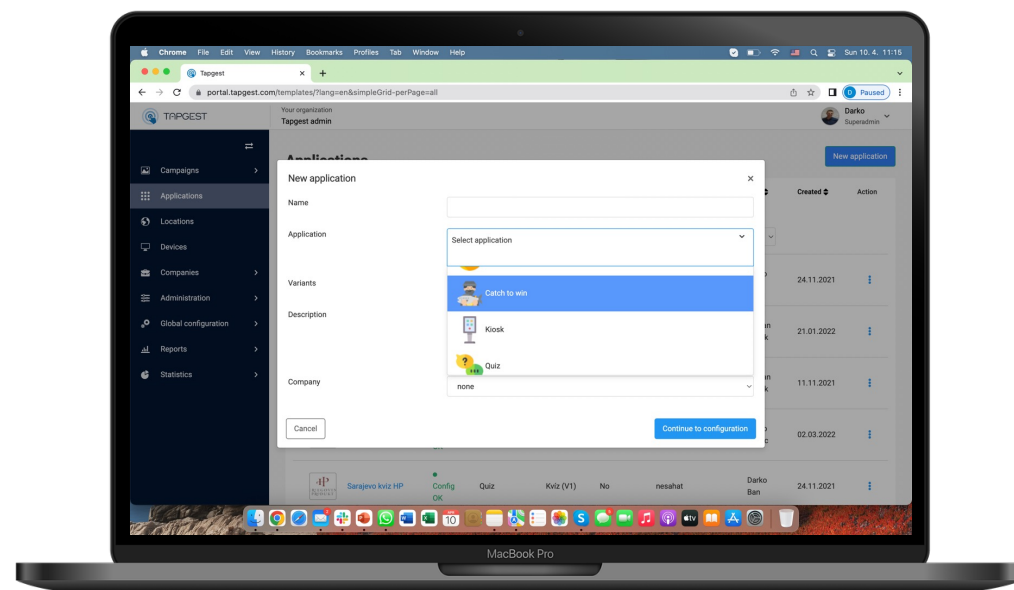 Chrome File Edit View History Bookmarks Profiles Tab Window Help
Sun 10. 4. 11:15
Tapgest
portal.tapgest.com/templates/?lang=en&simpleGrid-perPage=all
D Paused
TAPGEST
Your organization
Tapgest admin
Darko
Superadmin
Campaigns
Applications
Locations
Devices
Companies
Administration
Global configuration
Reports
Statistics
Applications
New application
Created
Action
New application
Name
Application
Select application
Variants
Catch to win
Description
Kiosk
Quiz
Company
none
Cancel
Continue to configuration
24.11.2021
21.01.2022
11.11.2021
02.03.2022
OK
Sarajevo kviz HP
Config
OK
Quiz
Kviz (V1)
No
nesahat
Darko
Ban
24.11.2021
10
tv
MacBook Pro